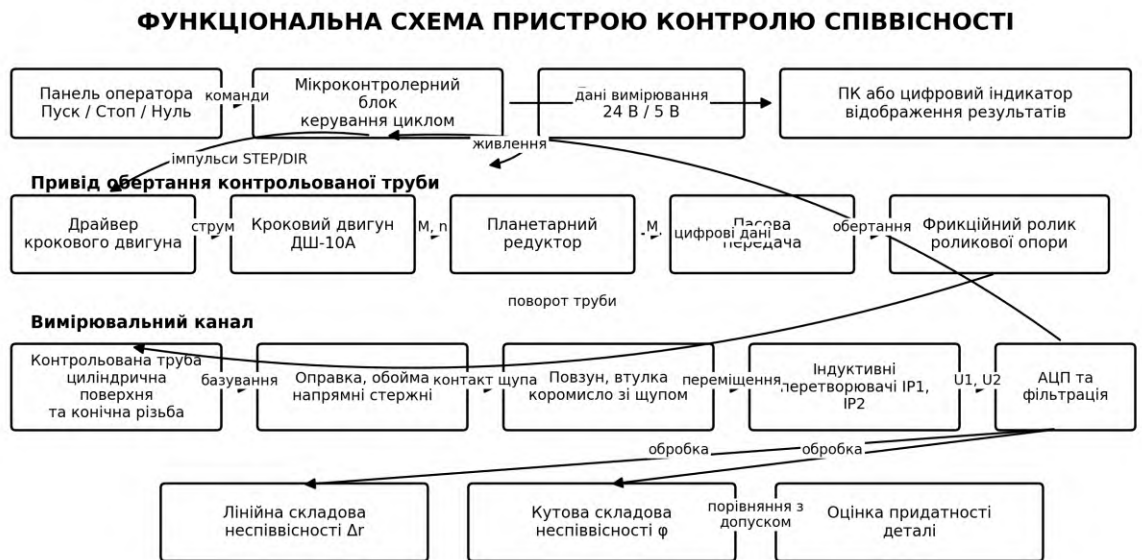 ФУНКЦІОНАЛЬНА СХЕМА ПРИСТРОЮ КОНТРОЛЮ СПІВВІСНОСТІ
Панель оператора
Пуск / Стоп / Нуль
команди
Мікроконтролерний
блок
керування циклом
Дані вимірювання
24 В / 5 В
ПК або цифровий індикатор
відображення результатів
живлення
імпульси STEP/DIR
Привід обертання контрольованої труби
Драйвер
крокового двигуна
струм
Кроковий двигун
ДШ-10А
М, n
Планетарний
редуктор
М
Пасова
передача
цифрові дані
обертання
Фрикційний ролик
роликової опори
поворот труби
Вимірювальний канал
Контрольована труба
циліндрична
поверхня
та конічна різьба
базування
Оправка, обойма
напрямні стержні
контакт щупа
Повзун, втулка
коромисло зі щупом
переміщення
Індуктивні
перетворювачі ІР1,
ІР2
U1, U2
АЦП та
фільтрація
обробка
обробка
Лінійна складова
неспіввісності Δr
Кутова складова
неспіввісності φ
порівняння з
допуском
Оцінка придатності
деталі